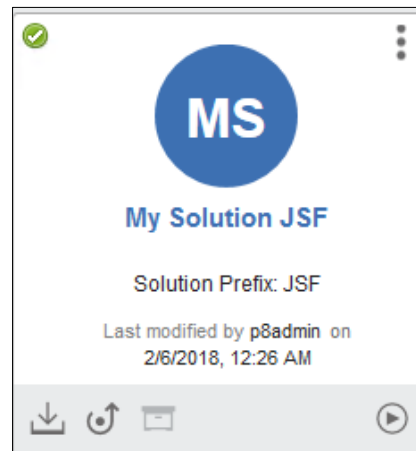 MS
My Solution JSF
Solution Prefix: JSF
Last modified by p8admin on
2/6/2018, 12:26 AM